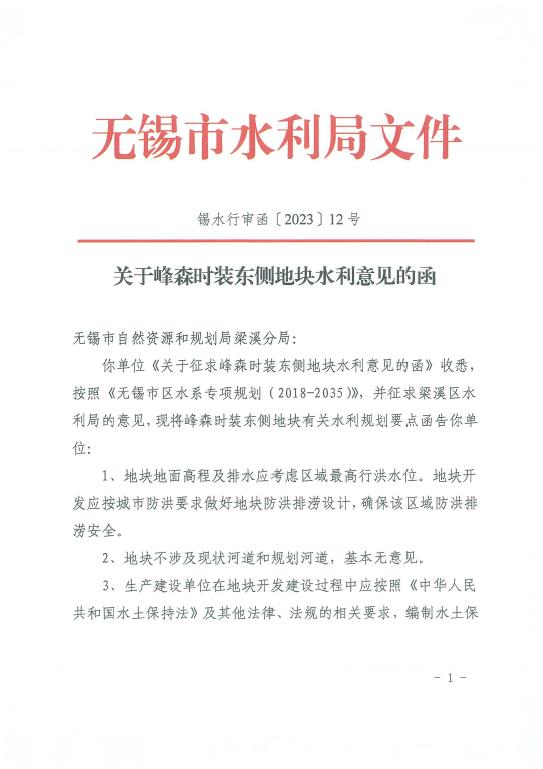 无锡市水利局文件
锡水行审函〔2023〕12 号
关于峰森时装东侧地块水利意见的函
无锡市自然资源和规划局梁溪分局：
你单位《关于征求峰森时装东侧地块水利意见的函》收悉，
按照《无锡市区水系专项规划（2018-2035）》，并征求梁溪区水
利局的意见，现将峰森时装东侧地块有关水利规划要点函告你单
位：
1、地块地面高程及排水应考虑区域最高行洪水位。地块开
发应按城市防洪要求做好地块防洪排涝设计，确保该区域防洪排
涝安全。
2、地块不涉及现状河道和规划河道，基本无意见。
3、生产建设单位在地块开发建设过程中应按照《中华人民
共和国水土保持法》及其他法律、法规的相关要求，编制水土保
- 1 -